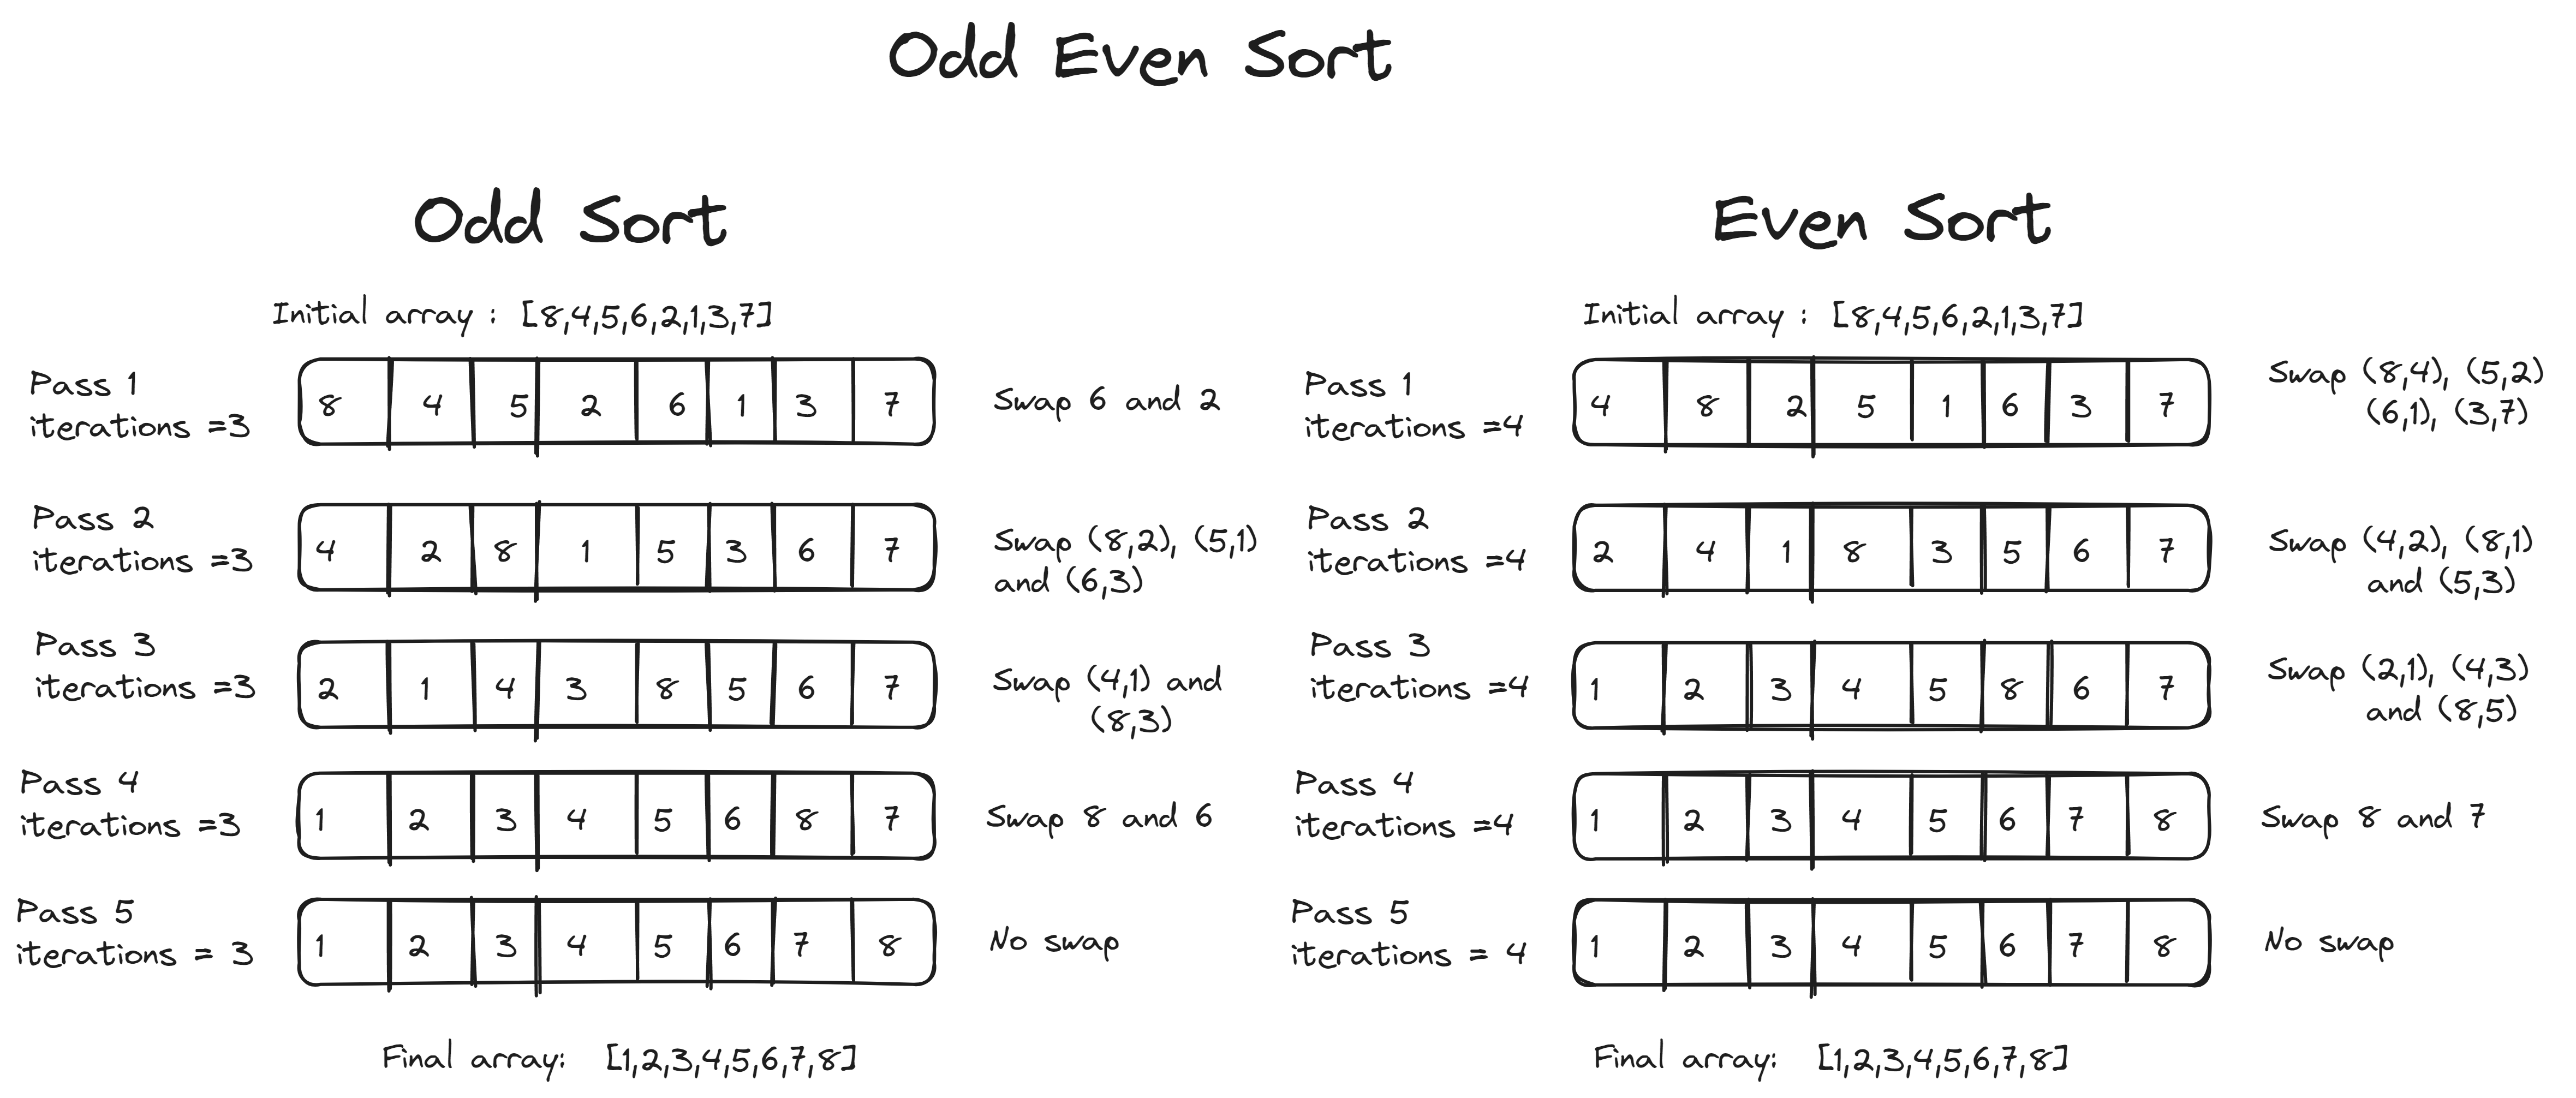 Odd Even Sort
Odd Sort
Initial array : [8,4,5,6,2,1,3,7]
Pass 1
iterations =3
8 4 5 2 6 1 3 7
Swap 6 and 2
Pass 2
iterations =3
4 2 8 1 5 3 6 7
Swap (8,2), (5,1)
and (6,3)
Pass 3
iterations =3
2 1 4 3 8 5 6 7
Swap (4,1) and
(8,3)
Pass 4
iterations =3
1 2 3 4 5 6 8 7
Swap 8 and 6
Pass 5
iterations = 3
1 2 3 4 5 6 7 8
No swap
Final array: [1,2,3,4,5,6,7,8]
Even Sort
Initial array : [8,4,5,6,2,1,3,7]
Pass 1
iterations =4
4 8 2 5 1 6 3 7
Swap (8,4), (5,2)
(6,1), (3,7)
Pass 2
iterations =4
2 4 1 8 3 5 6 7
Swap (4,2), (8,1)
and (5,3)
Pass 3
iterations =4
1 2 3 4 5 8 6 7
Swap (2,1), (4,3)
and (8,5)
Pass 4
iterations =4
1 2 3 4 5 6 7 8
Swap 8 and 7
Pass 5
iterations = 4
1 2 3 4 5 6 7 8
No swap
Final array: [1,2,3,4,5,6,7,8]